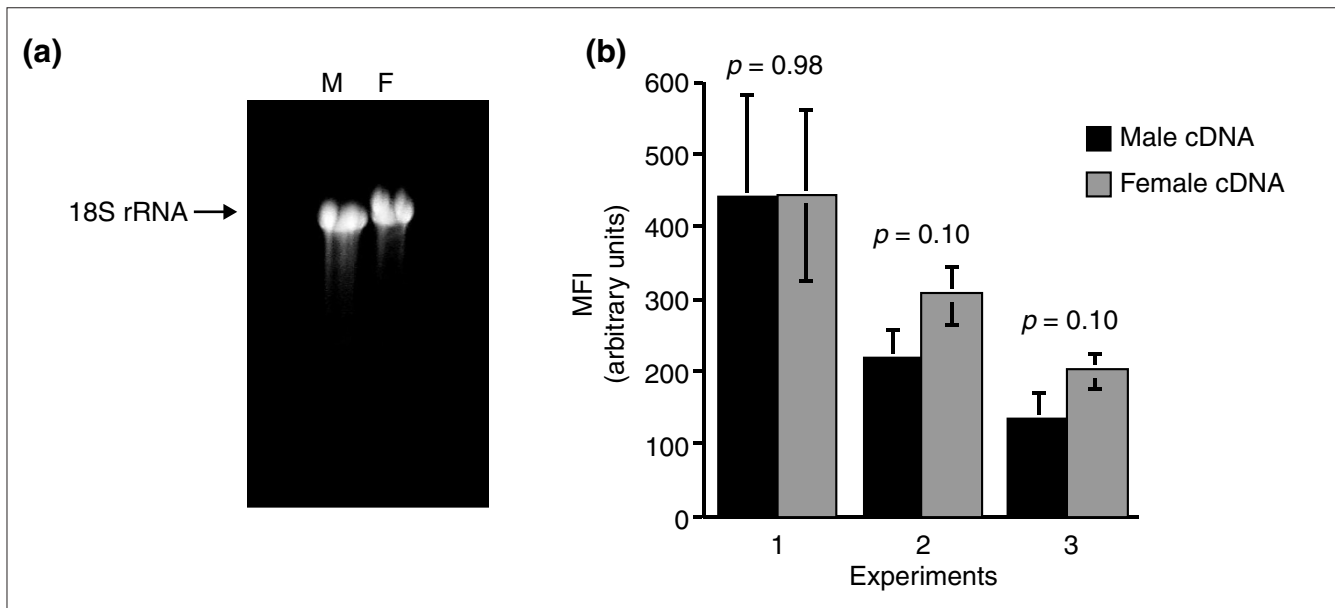 (a)
M F
18S rRNA
(b)
p = 0.98
p = 0.10
p = 0.10
Male cDNA
Female cDNA
MFI
(arbitrary units)
600
500
400
300
200
100
0
1 2 3
Experiments